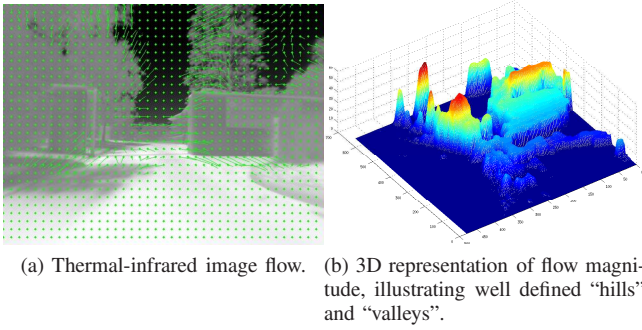 (a) Thermal-infrared image flow.
(b) 3D representation of flow magni-
tude, illustrating well defined “hills”
and “valleys”.